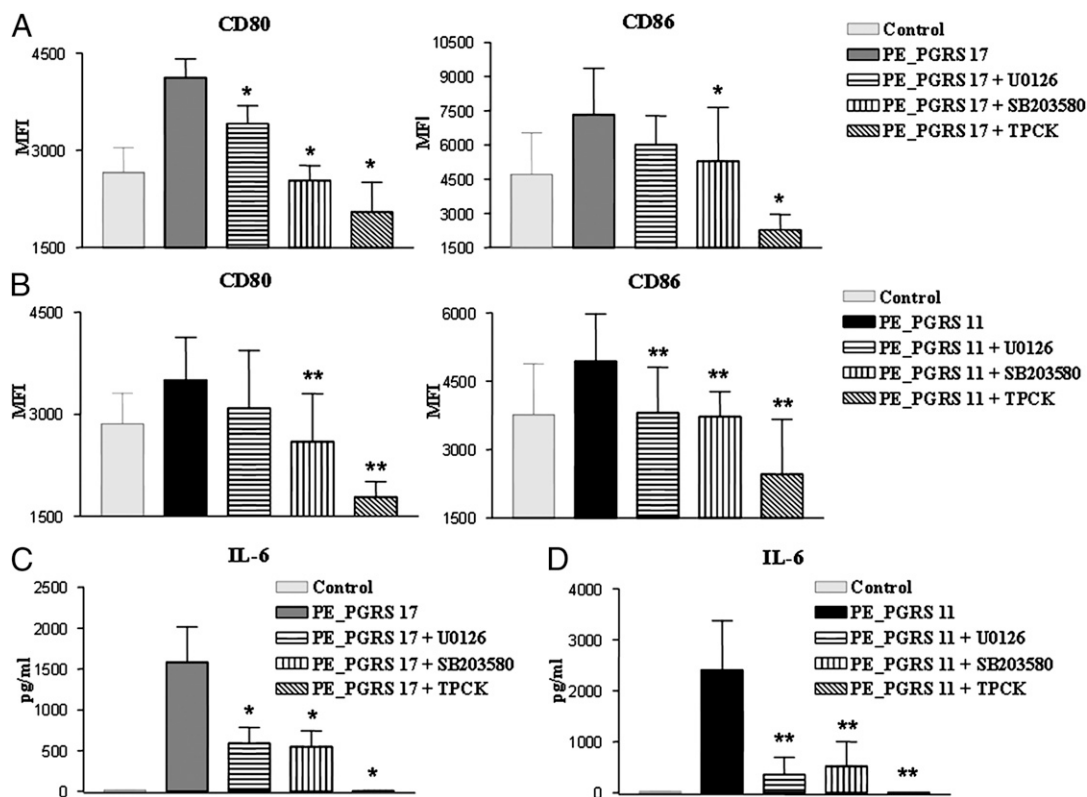 A
CD80
4500
3000
1500
MFI
*
*
*
CD86
10500
9000
7500
6000
4500
3000
1500
MFI
*
*
Control
PE_PGRS 17
PE_PGRS 17 + U0126
PE_PGRS 17 + SB203580
PE_PGRS 17 + TPCK
B
CD80
4500
3000
1500
MFI
**
**
CD86
6000
4500
3000
1500
MFI
**
**
**
Control
PE_PGRS 11
PE_PGRS 11 + U0126
PE_PGRS 11 + SB203580
PE_PGRS 11 + TPCK
C
IL-6
2500
2000
1500
1000
500
0
pg/ml
*
*
*
Control
PE_PGRS 17
PE_PGRS 17 + U0126
PE_PGRS 17 + SB203580
PE_PGRS 17 + TPCK
D
IL-6
4000
3000
2000
1000
0
pg/ml
**
**
**
Control
PE_PGRS 11
PE_PGRS 11 + U0126
PE_PGRS 11 + SB203580
PE_PGRS 11 + TPCK